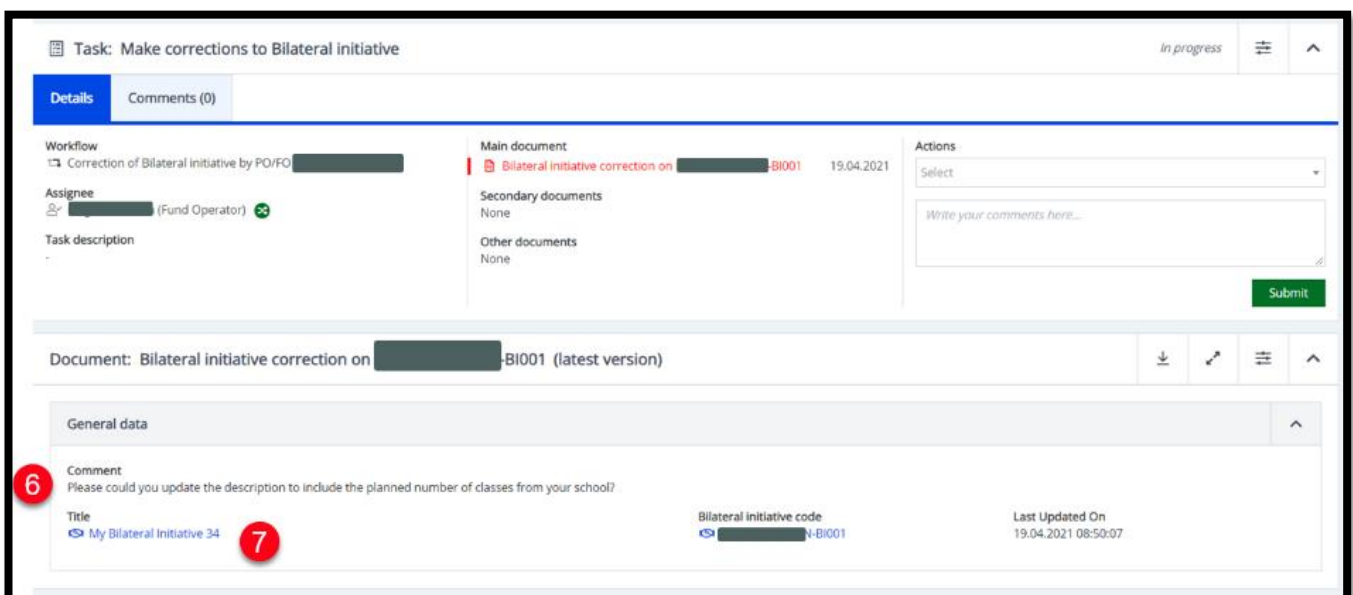 Task: Make corrections to Bilateral initiative
In progress
Details
Comments (0)
Workflow
Correction of Bilateral initiative by PO/FO
Assignee
(Fund Operator)
Task description
-
Main document
Bilateral initiative correction on -BI001 19.04.2021
Secondary documents
None
Other documents
None
Actions
Select
Write your comments here...
Submit
Document: Bilateral initiative correction on -BI001 (latest version)
General data
6
Comment
Please could you update the description to include the planned number of classes from your school?
Title
My Bilateral Initiative 34
7
Bilateral initiative code
-BI001
Last Updated On
19.04.2021 08:50:07